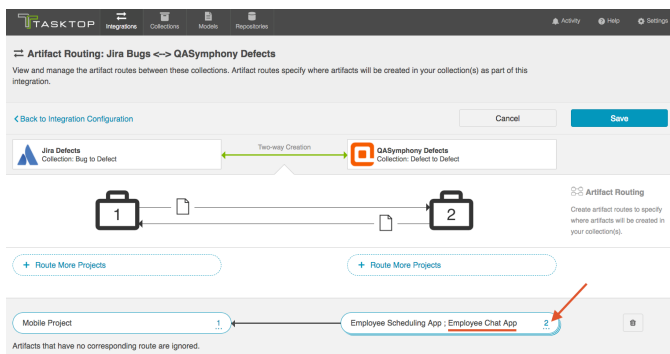 TASKTOP
Integrations
Collections
Models
Repositories
Activity
Help
Settings
Artifact Routing: Jira Bugs <--> QASymphony Defects
View and manage the artifact routes between these collections. Artifact routes specify where artifacts will be created in your collection(s) as part of this
integration.
Back to Integration Configuration
Cancel
Save
Jira Defects
Collection: Bug to Defect
Two-way Creation
QASymphony Defects
Collection: Defect to Defect
1
2
Artifact Routing
Create artifact routes to specify
where artifacts will be created in
your collection(s).
+ Route More Projects
+ Route More Projects
Mobile Project 1
Employee Scheduling App ; Employee Chat App 2
Artifacts that have no corresponding route are ignored.